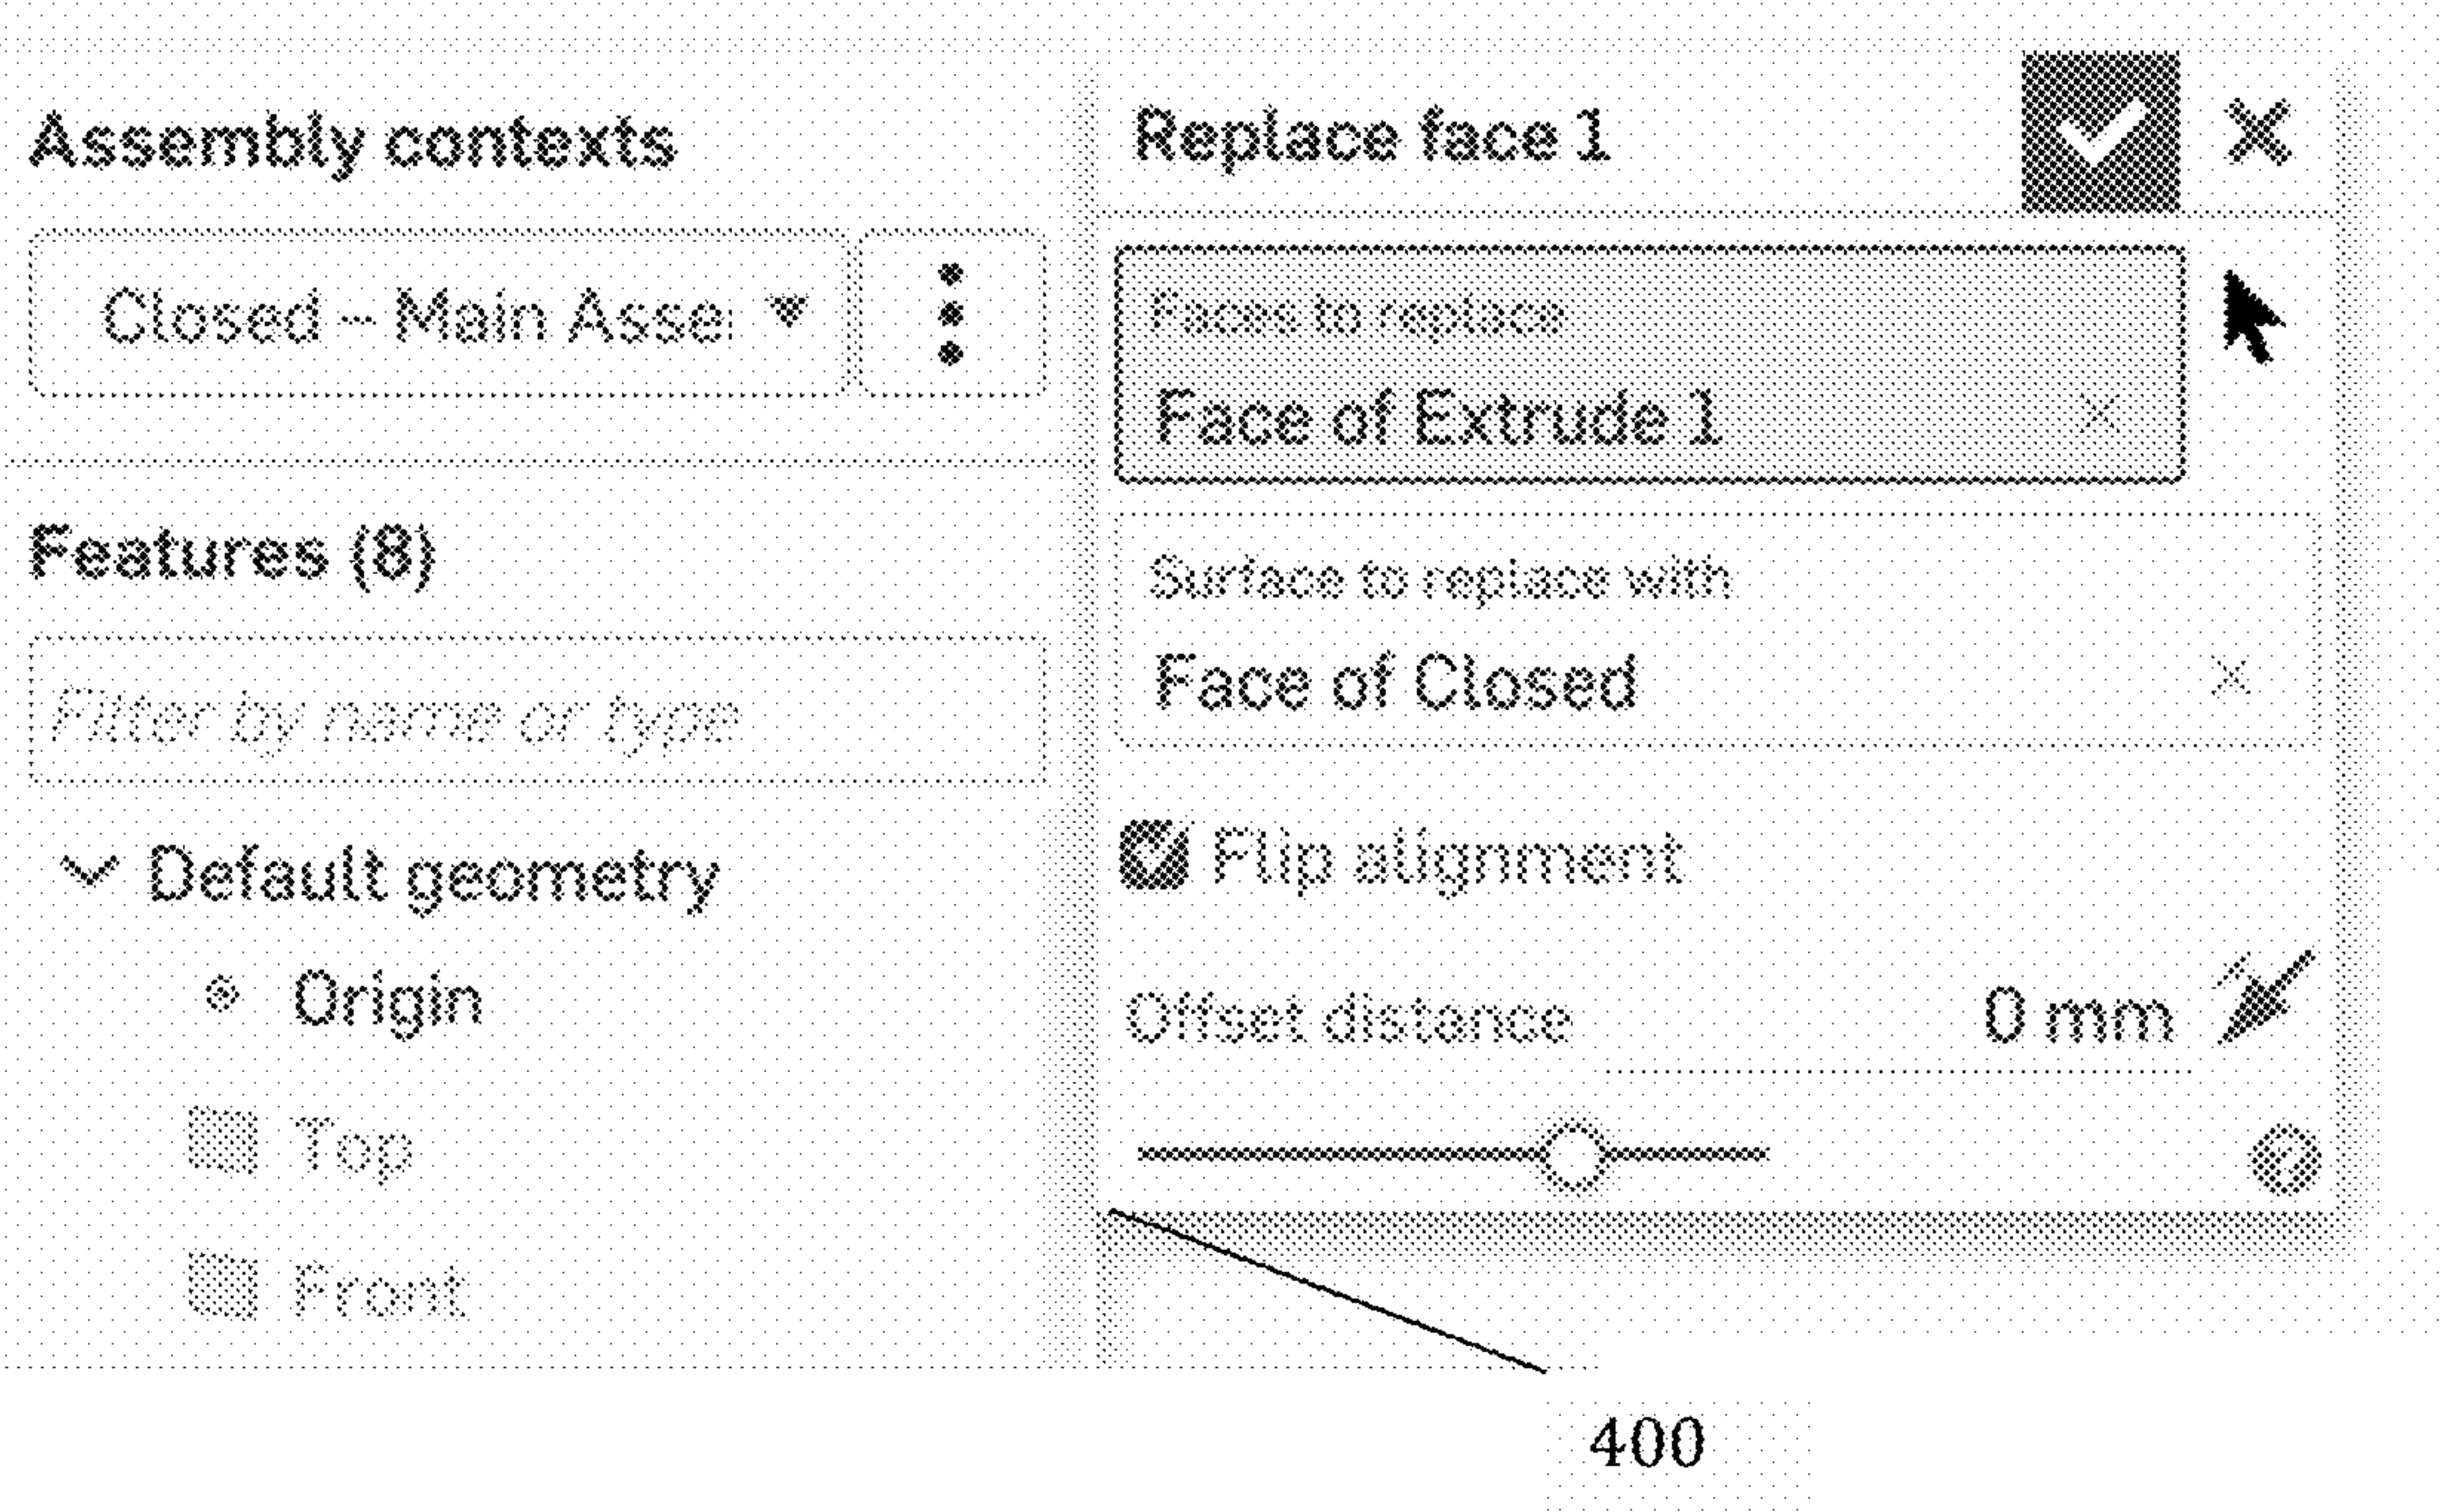 Assembly contexts
Closed -- Main Asse
Features (8)
Filter by name or type
Default geometry
Origin
Top
Front
Replace face 1
Faces to replace
Face of Extrude 1
Surface to replace with
Face of Closed
Flip alignment
Offset distance 0 mm
400